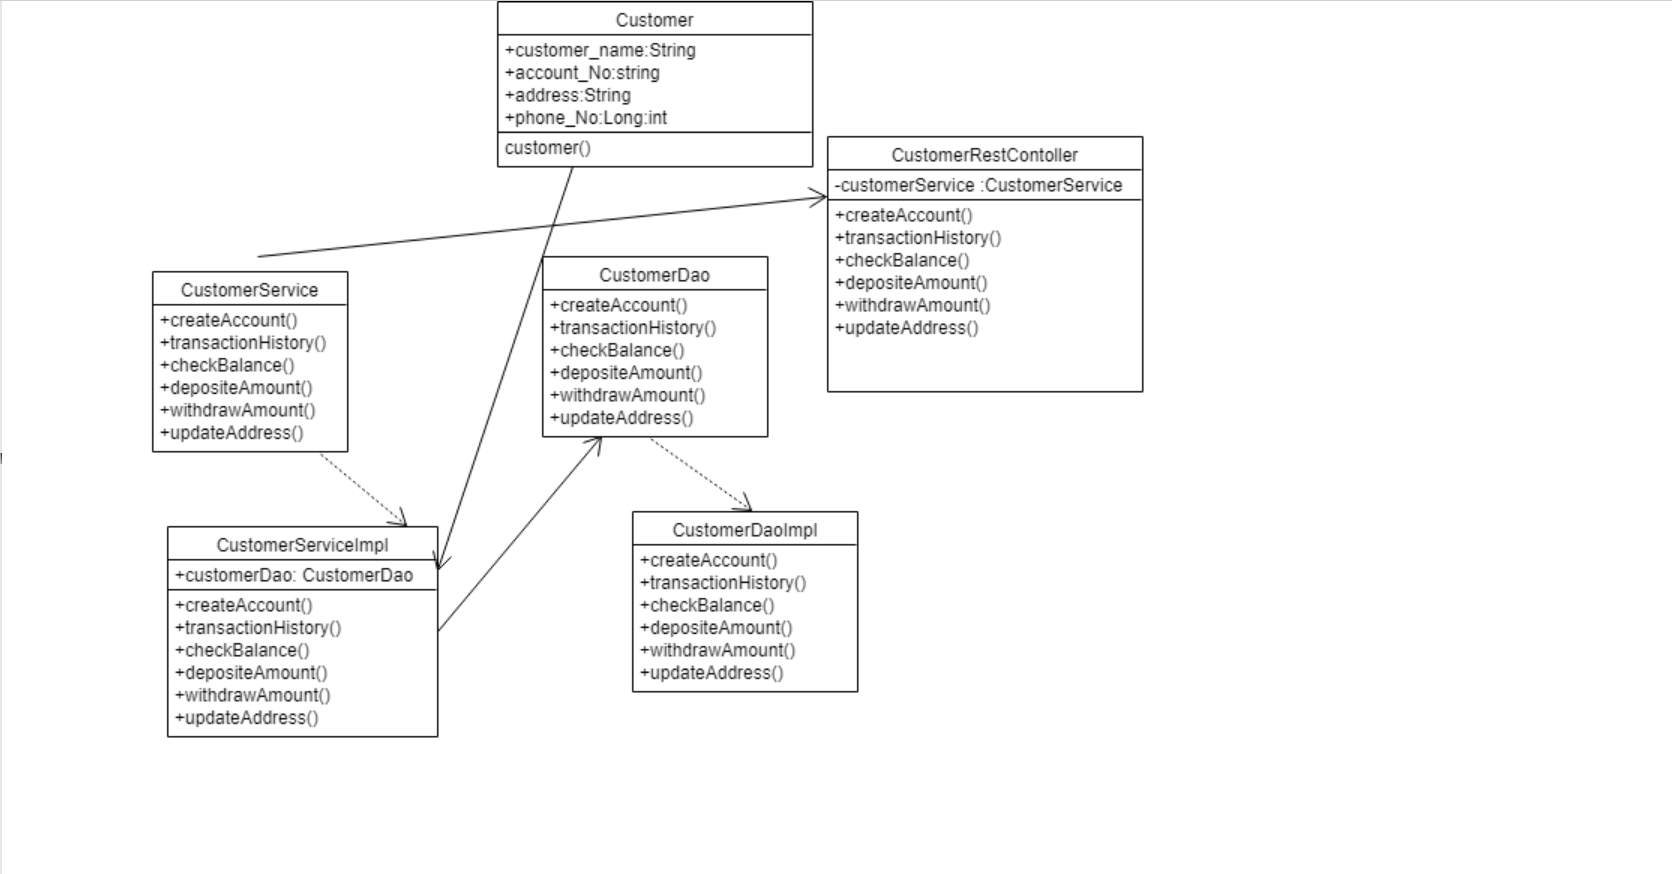 Customer
+customer_name:String
+account_No:string
+address:String
+phone_No:Long:int
customer()
CustomerRestContoller
-customerService :CustomerService
+createAccount()
+transactionHistory()
+checkBalance()
+depositeAmount()
+withdrawAmount()
+updateAddress()
CustomerService
+createAccount()
+transactionHistory()
+checkBalance()
+depositeAmount()
+withdrawAmount()
+updateAddress()
CustomerDao
+createAccount()
+transactionHistory()
+checkBalance()
+depositeAmount()
+withdrawAmount()
+updateAddress()
CustomerServiceImpl
+customerDao: CustomerDao
+createAccount()
+transactionHistory()
+checkBalance()
+depositeAmount()
+withdrawAmount()
+updateAddress()
CustomerDaoImpl
+createAccount()
+transactionHistory()
+checkBalance()
+depositeAmount()
+withdrawAmount()
+updateAddress()